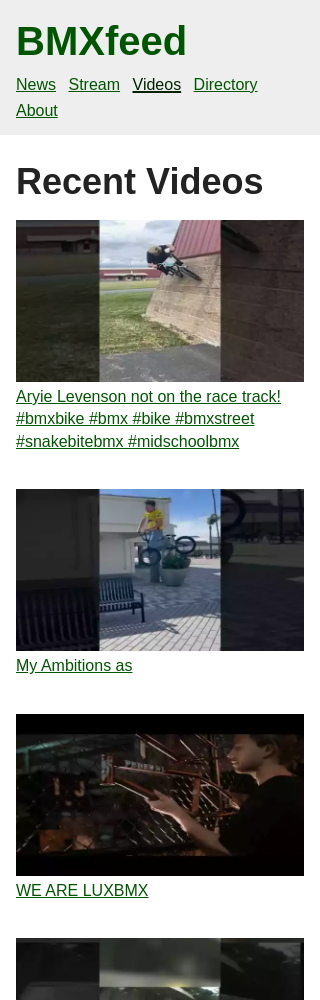 BMXfeed
News Stream Videos Directory
About
Recent Videos
Aryie Levenson not on the race track!
#bmxbike #bmx #bike #bmxstreet
#snakebitebmx #midschoolbmx
My Ambitions as
WE ARE LUXBMX